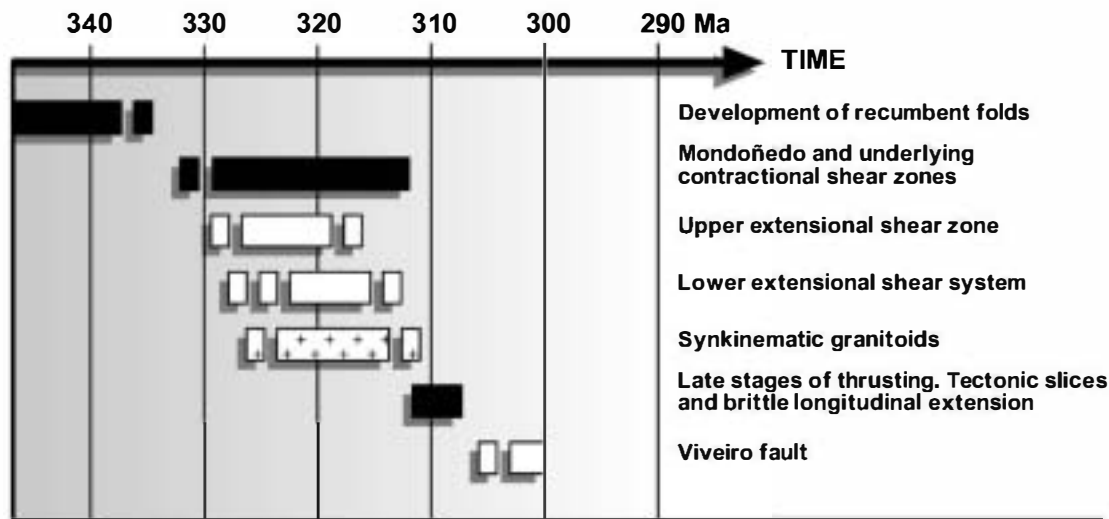 340 330 320 310 300 290 Ma
TIME
Development of recumbent folds
Mondoñedo and underlying
contractional shear zones
Upper extensional shear zone
Lower extensional shear system
Synkinematic granitoids
Late stages of thrusting. Tectonic slices
and brittle longitudinal extension
Viveiro fault